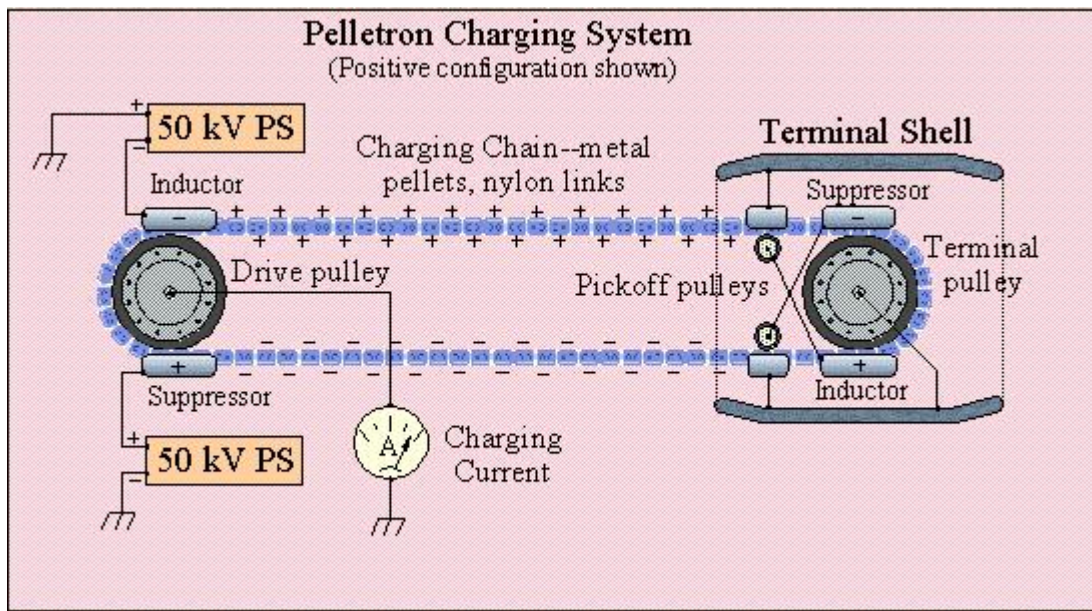 Pelletron Charging System
(Positive configuration shown)
+
50 kV PS
−
Terminal Shell
Charging Chain--metal
pellets, nylon links
Inductor
−
Suppressor
−
+ + + + + + + + + + + +
+ + + + + + + + + + + +
Drive pulley
Pickoff pulleys
Terminal
pulley
− − − − − − − − − − −
− − − − − − − − − − −
+
Suppressor
+
Inductor
+
50 kV PS
−
A
Charging
Current